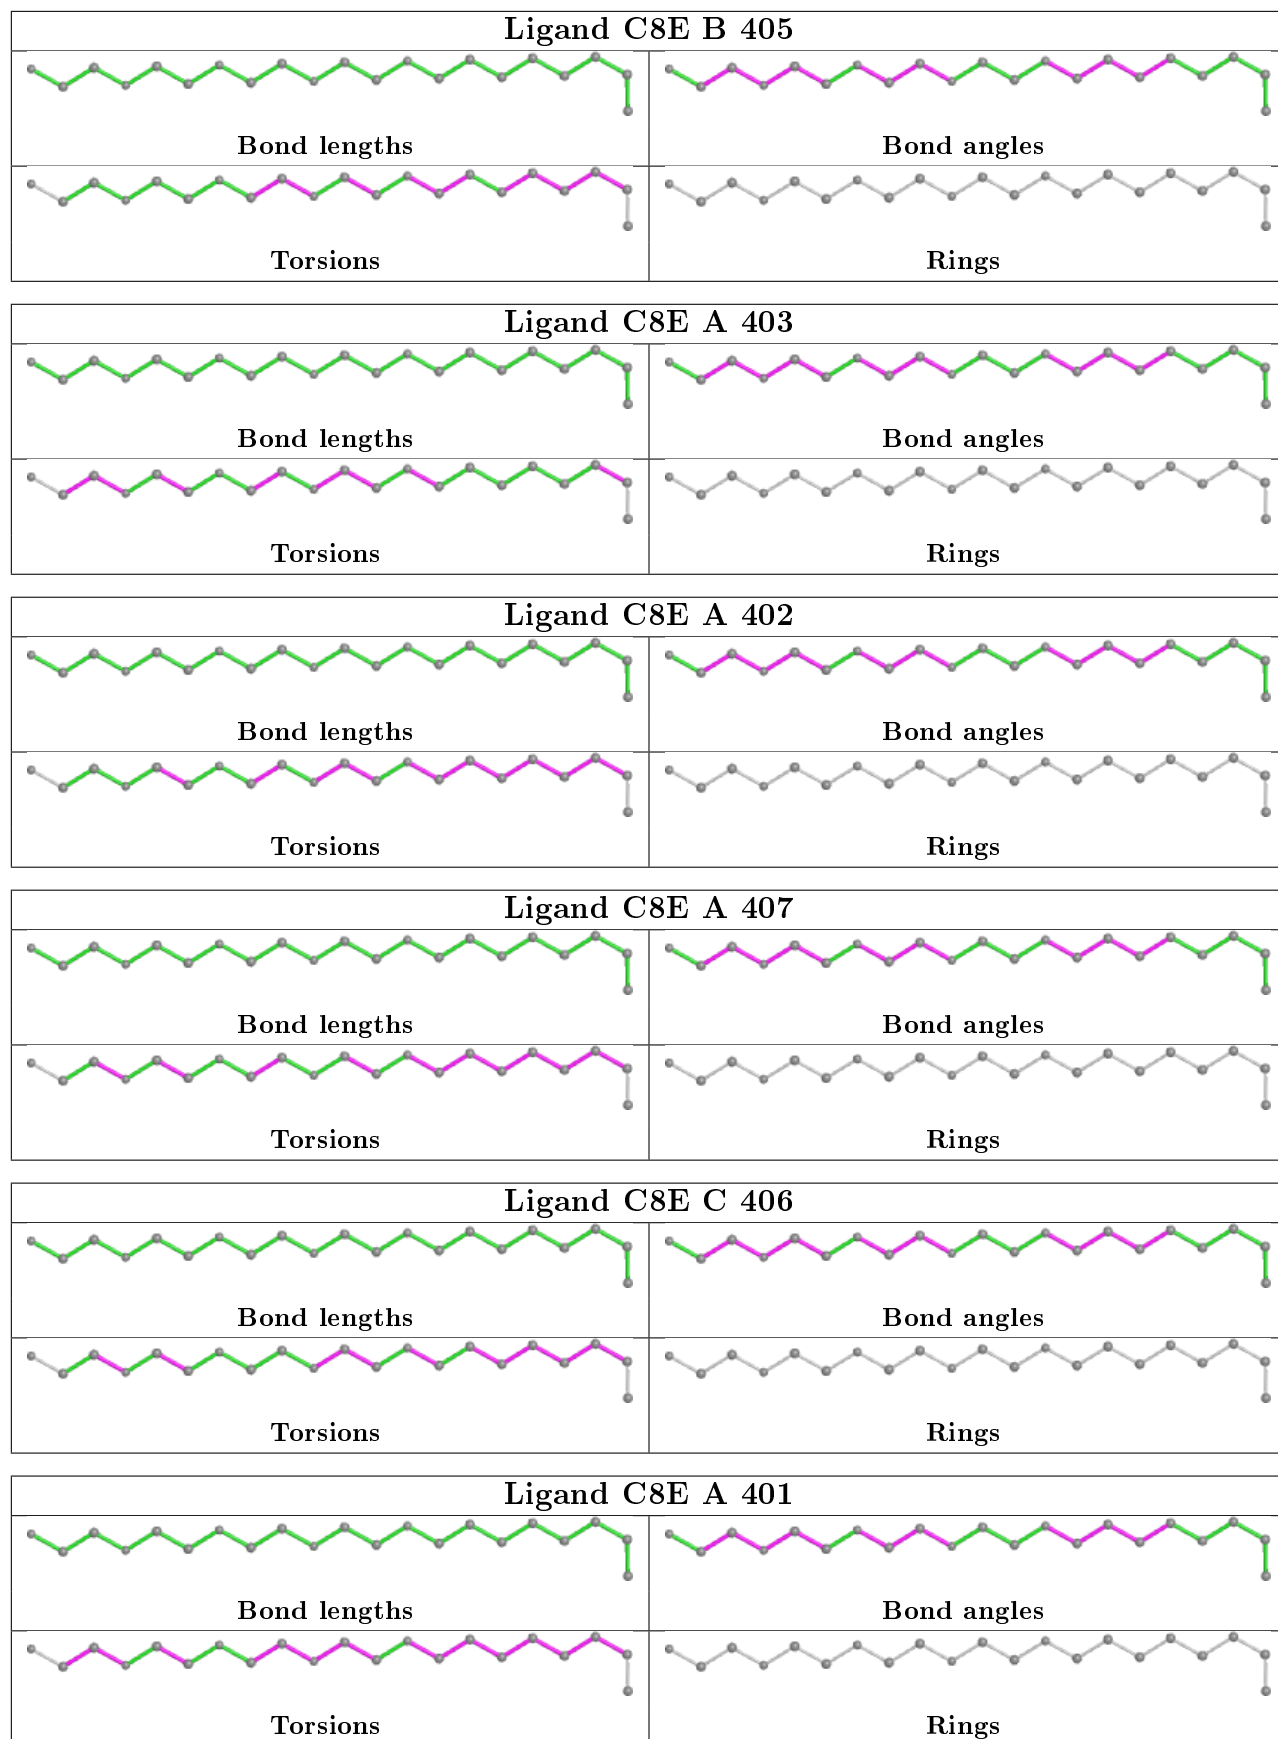 Ligand C8E B 405
Bond lengths
Bond angles
Torsions
Rings
Ligand C8E A 403
Bond lengths
Bond angles
Torsions
Rings
Ligand C8E A 402
Bond lengths
Bond angles
Torsions
Rings
Ligand C8E A 407
Bond lengths
Bond angles
Torsions
Rings
Ligand C8E C 406
Bond lengths
Bond angles
Torsions
Rings
Ligand C8E A 401
Bond lengths
Bond angles
Torsions
Rings